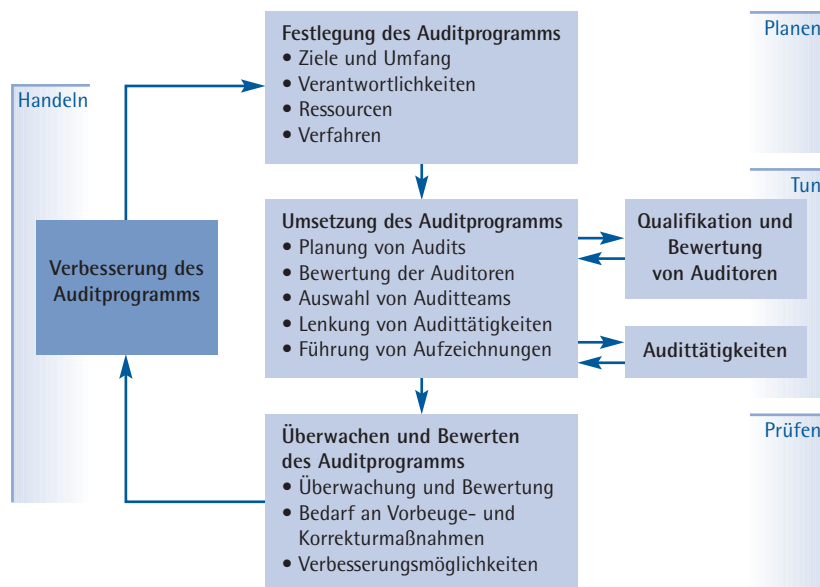 Festlegung des Auditprogramms
• Ziele und Umfang
• Verantwortlichkeiten
• Ressourcen
• Verfahren
Planen
Handeln
Tun
Umsetzung des Auditprogramms
• Planung von Audits
• Bewertung der Auditoren
• Auswahl von Auditteams
• Lenkung von Audittätigkeiten
• Führung von Aufzeichnungen
Qualifikation und
Bewertung
von Auditoren
Audittätigkeiten
Verbesserung des
Auditprogramms
Überwachen und Bewerten
des Auditprogramms
• Überwachung und Bewertung
• Bedarf an Vorbeuge- und
Korrekturmaßnahmen
• Verbesserungsmöglichkeiten
Prüfen